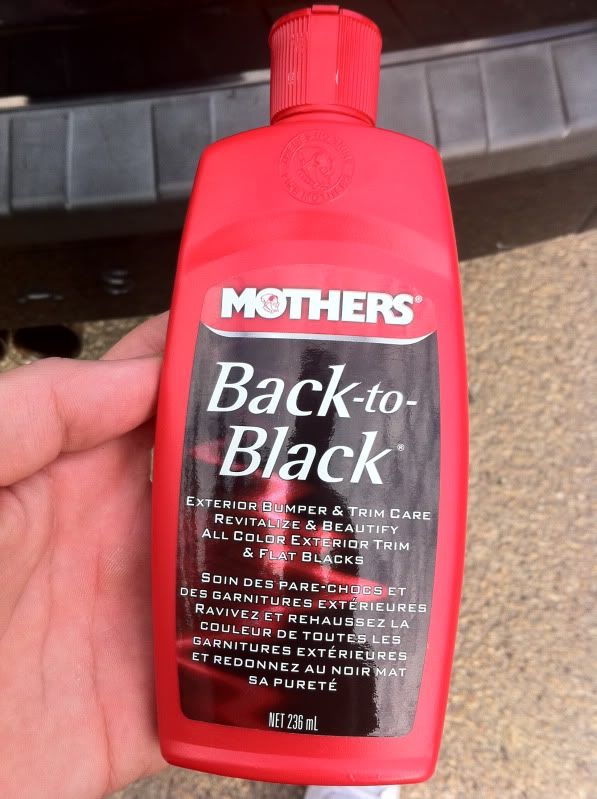 MOTHERS®
Back-to-
Black®
EXTERIOR BUMPER & TRIM CARE
REVITALIZE & BEAUTIFY
ALL COLOR EXTERIOR TRIM
& FLAT BLACKS
SOIN DES PARE-CHOCS ET
DES GARNITURES EXTÉRIEURES
RAVIVEZ ET REHAUSSEZ LA
COULEUR DE TOUTES LES
GARNITURES EXTÉRIEURES
ET REDONNEZ AU NOIR MAT
SA PURETÉ
NET 236 mL